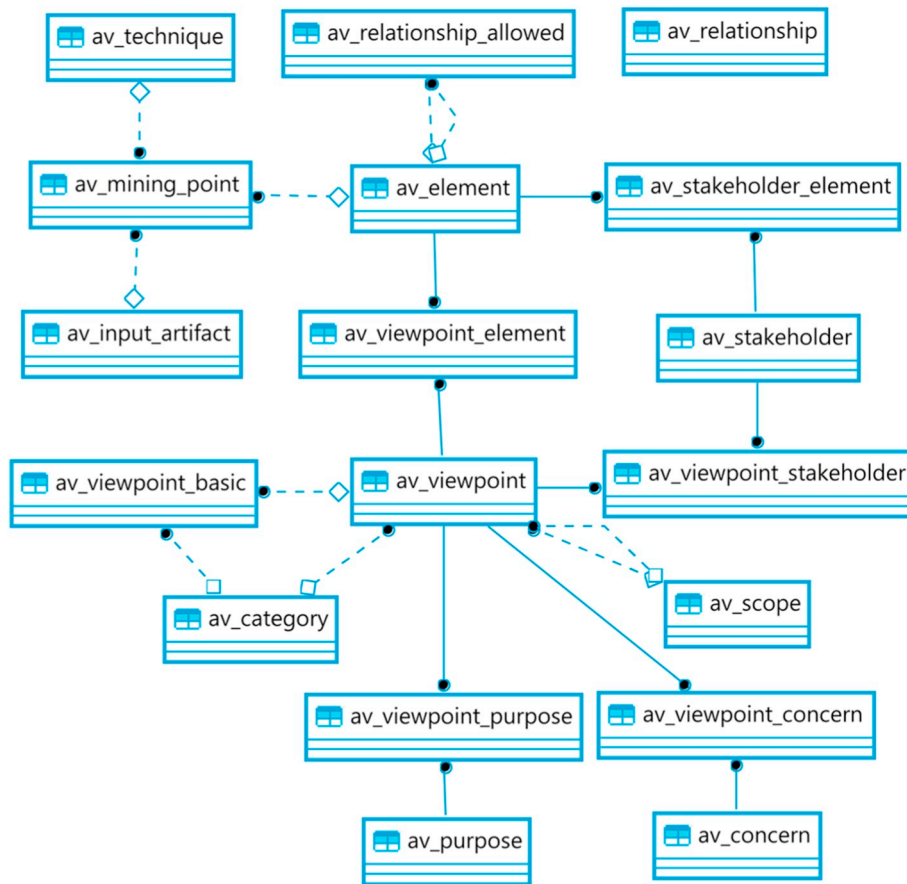 av_technique
av_relationship_allowed
av_relationship
av_mining_point
av_element
av_stakeholder_element
av_input_artifact
av_viewpoint_element
av_stakeholder
av_viewpoint_basic
av_viewpoint
av_viewpoint_stakeholder
av_category
av_scope
av_viewpoint_purpose
av_viewpoint_concern
av_purpose
av_concern